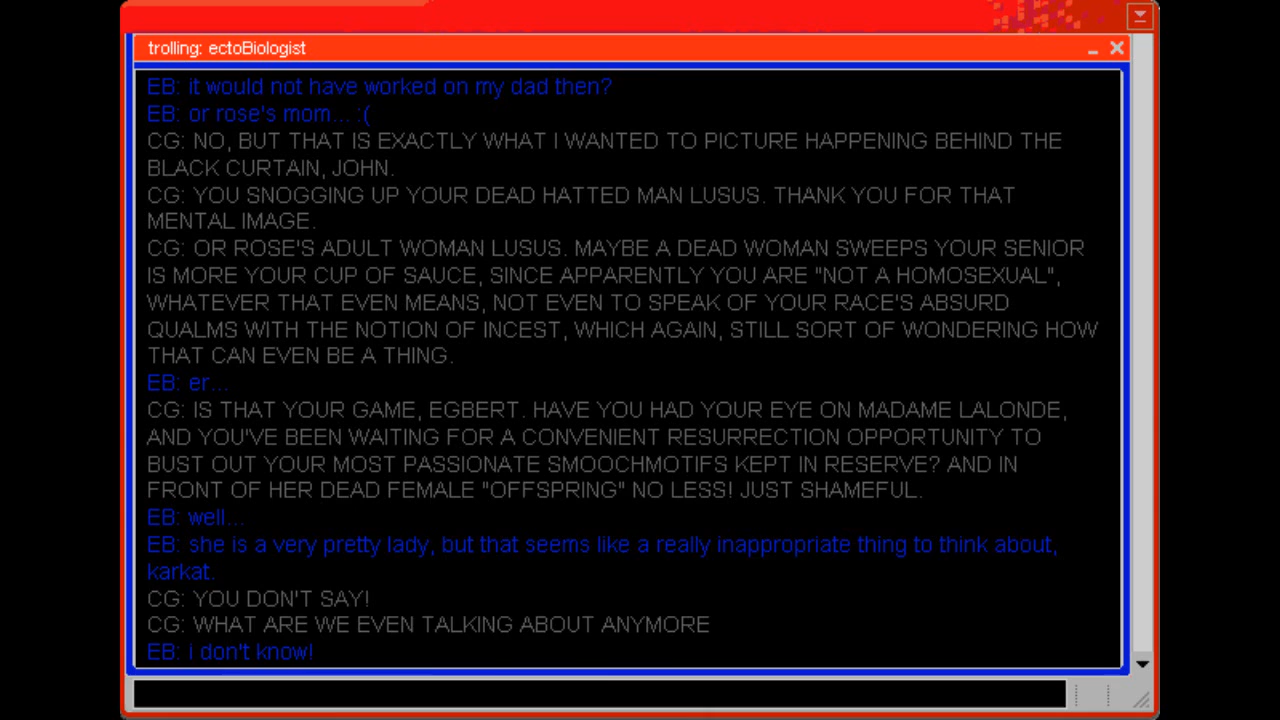 trolling: ectoBiologist
EB: it would not have worked on my dad then?
EB: or rose's mom... :(
CG: NO, BUT THAT IS EXACTLY WHAT I WANTED TO PICTURE HAPPENING BEHIND THE
BLACK CURTAIN, JOHN.
CG: YOU SNOGGING UP YOUR DEAD HATTED MAN LUSUS. THANK YOU FOR THAT
MENTAL IMAGE.
CG: OR ROSE'S ADULT WOMAN LUSUS. MAYBE A DEAD WOMAN SWEEPS YOUR SENIOR
IS MORE YOUR CUP OF SAUCE, SINCE APPARENTLY YOU ARE "NOT A HOMOSEXUAL",
WHATEVER THAT EVEN MEANS, NOT EVEN TO SPEAK OF YOUR RACE'S ABSURD
QUALMS WITH THE NOTION OF INCEST, WHICH AGAIN, STILL SORT OF WONDERING HOW
THAT CAN EVEN BE A THING.
EB: er...
CG: IS THAT YOUR GAME, EGBERT. HAVE YOU HAD YOUR EYE ON MADAME LALONDE,
AND YOU'VE BEEN WAITING FOR A CONVENIENT RESURRECTION OPPORTUNITY TO
BUST OUT YOUR MOST PASSIONATE SMOOCHMOTIFS KEPT IN RESERVE? AND IN
FRONT OF HER DEAD FEMALE "OFFSPRING" NO LESS! JUST SHAMEFUL.
EB: well...
EB: she is a very pretty lady, but that seems like a really inappropriate thing to think about,
karkat.
CG: YOU DON'T SAY!
CG: WHAT ARE WE EVEN TALKING ABOUT ANYMORE
EB: i don't know!